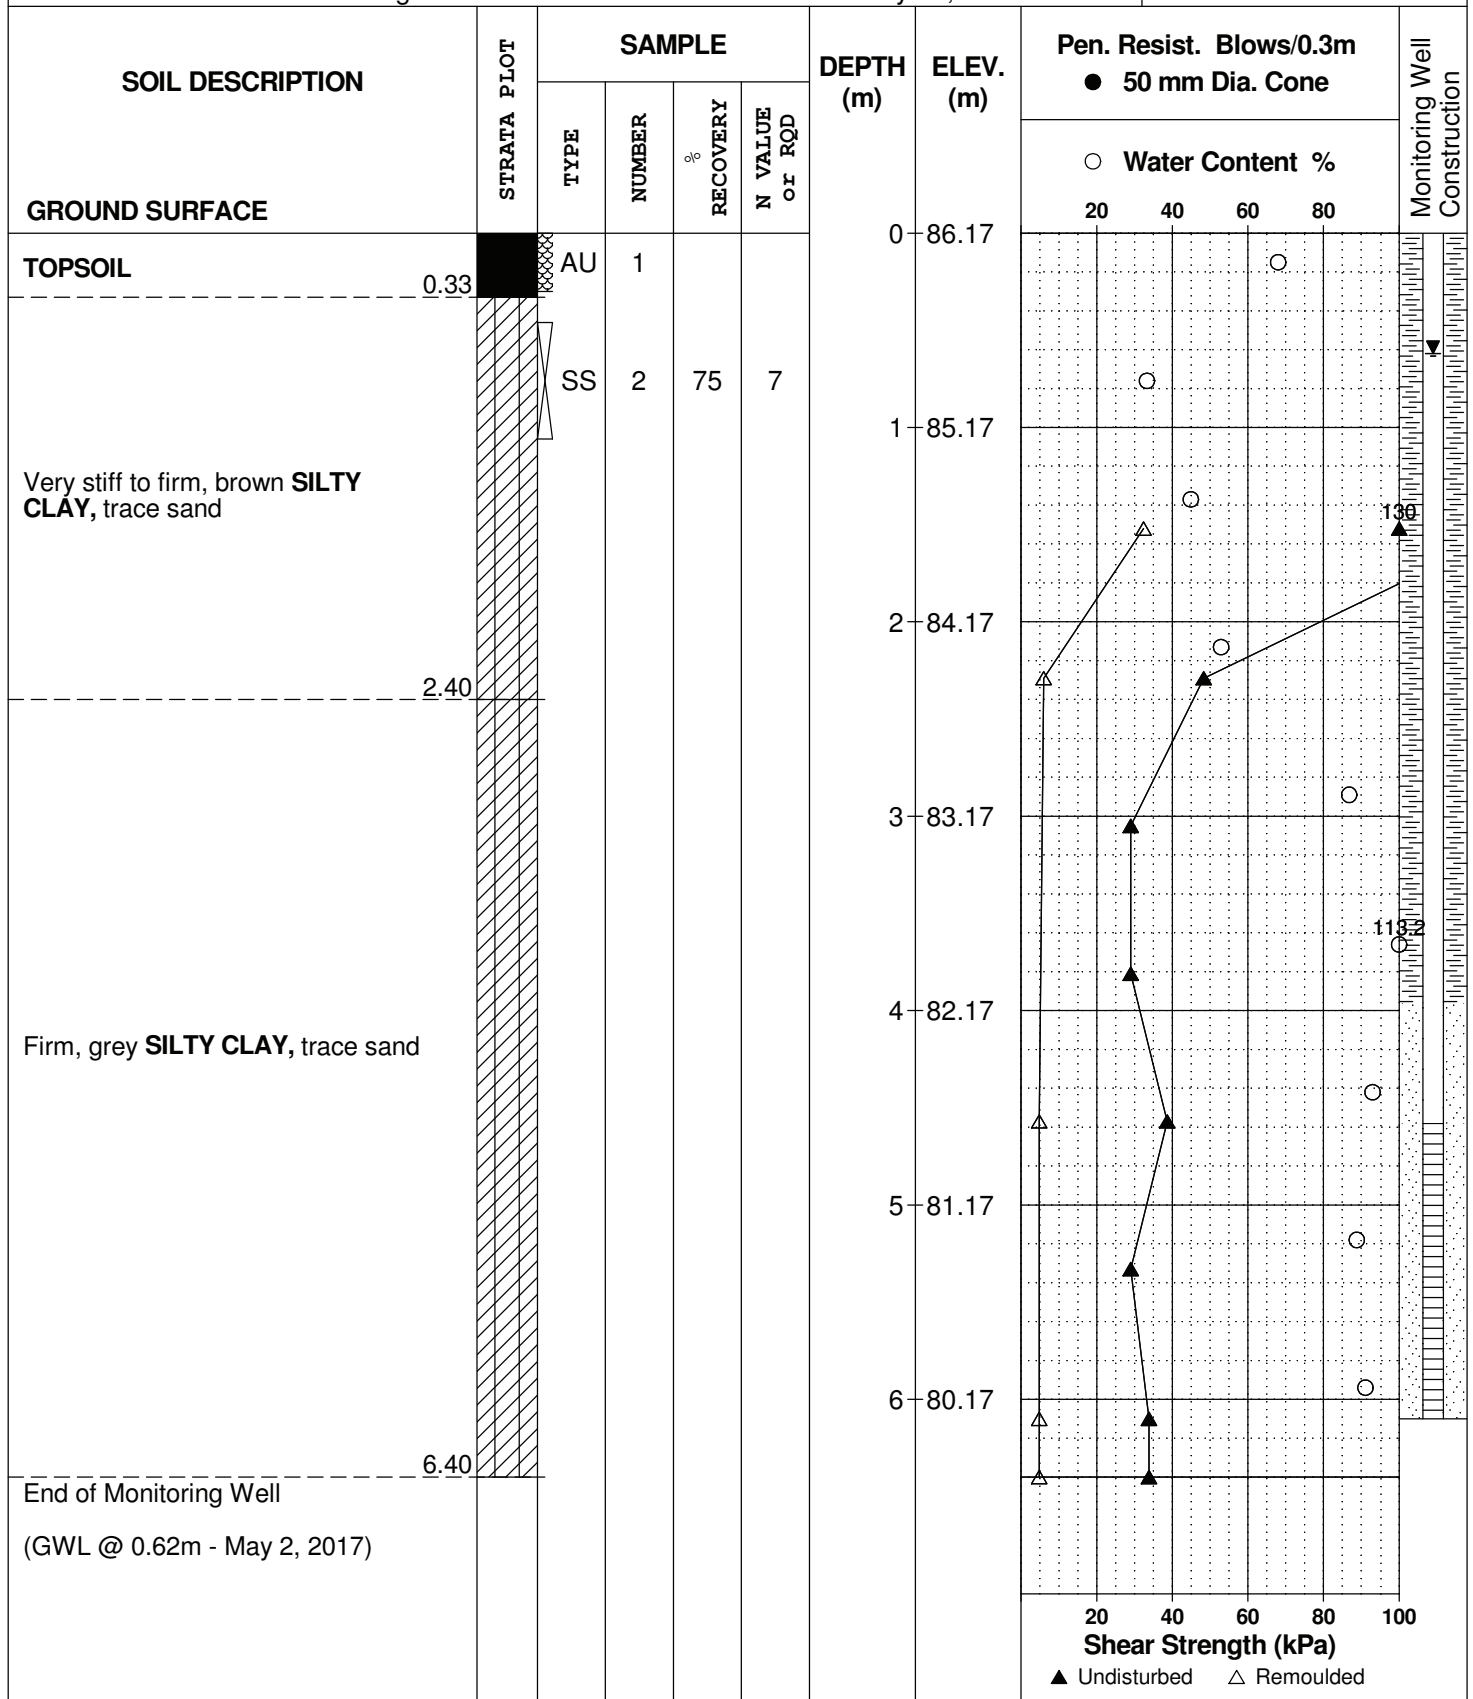 SOIL DESCRIPTION
GROUND SURFACE
STRATA PLOT
SAMPLE
TYPE
NUMBER
%
RECOVERY
N VALUE
or RQD
DEPTH
(m)
ELEV.
(m)
Pen. Resist. Blows/0.3m
● 50 mm Dia. Cone
○ Water Content %
20 40 60 80
Monitoring Well
Construction
0 86.17
TOPSOIL
0.33
AU 1
SS 2 75 7
1 85.17
Very stiff to firm, brown SILTY
CLAY, trace sand
130
2 84.17
2.40
3 83.17
113.2
4 82.17
Firm, grey SILTY CLAY, trace sand
5 81.17
6 80.17
6.40
End of Monitoring Well
(GWL @ 0.62m - May 2, 2017)
20 40 60 80 100
Shear Strength (kPa)
▲ Undisturbed △ Remoulded